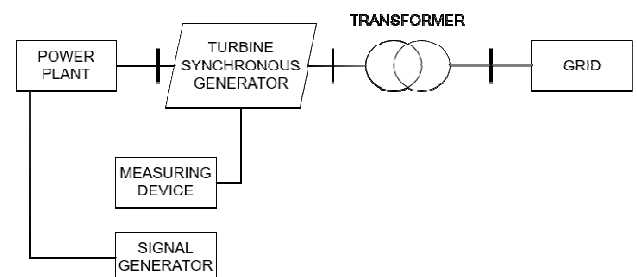 TRANSFORMER
POWER
PLANT
TURBINE
SYNCHRONOUS
GENERATOR
GRID
MEASURING
DEVICE
SIGNAL
GENERATOR